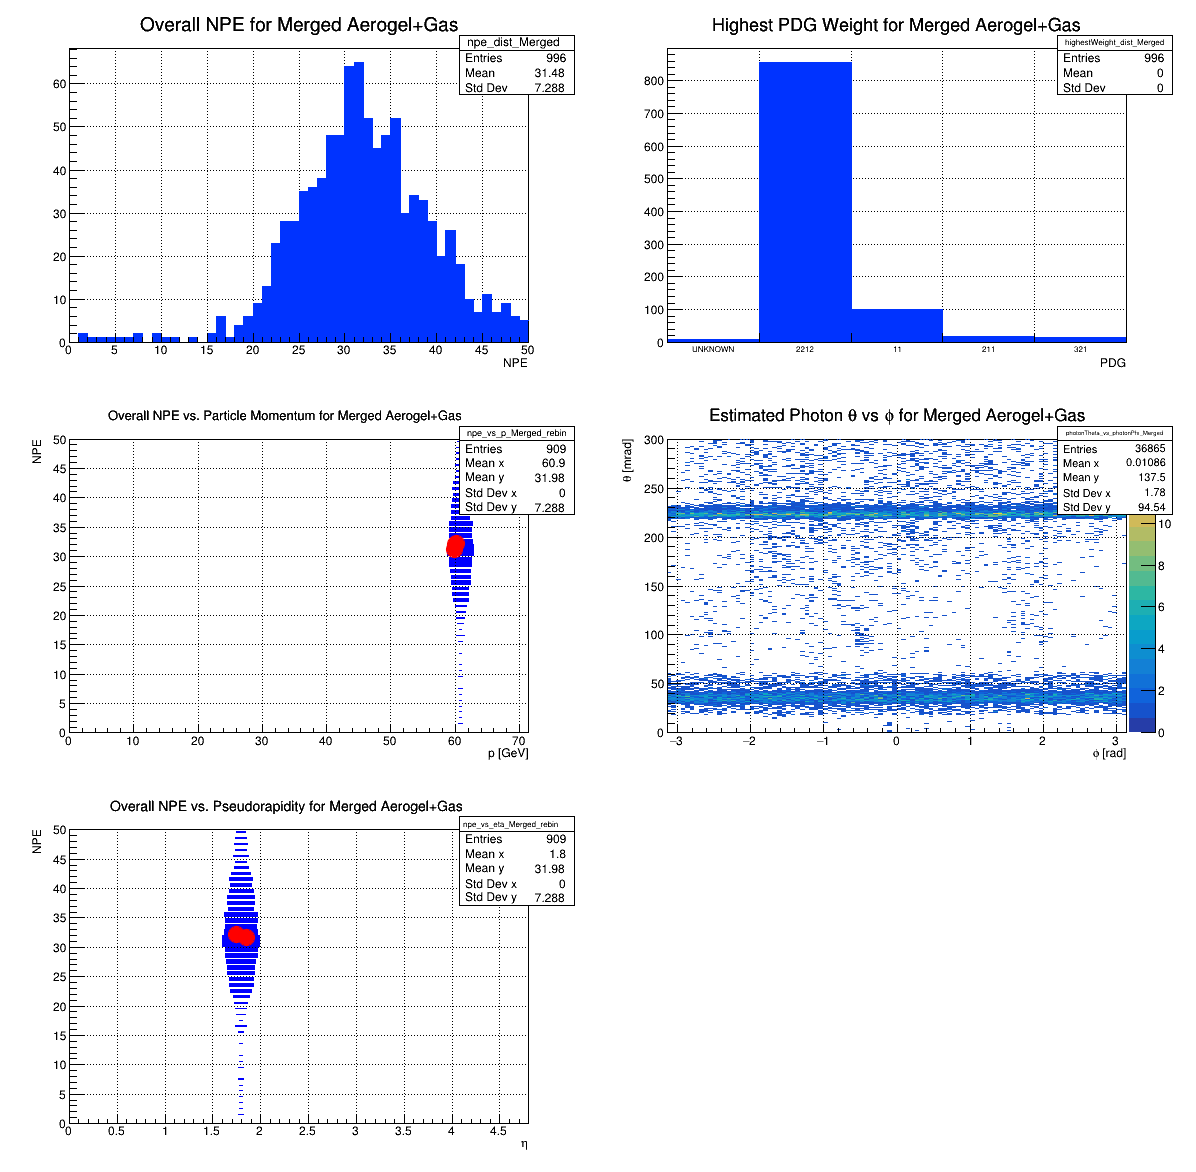 Overall NPE for Merged Aerogel+Gas
npe_dist_Merged
Entries 996
Mean 31.48
Std Dev 7.288
60
50
40
30
20
10
0
0 5 10 15 20 25 30 35 40 45 50
NPE
Highest PDG Weight for Merged Aerogel+Gas
highestWeight_dist_Merged
Entries 996
Mean 0
Std Dev 0
800
700
600
500
400
300
200
100
0
UNKNOWN 2212 11 211 321
PDG
Overall NPE vs. Particle Momentum for Merged Aerogel+Gas
npe_vs_p_Merged_rebin
Entries 909
Mean x 60.9
Mean y 31.98
Std Dev x 0
Std Dev y 7.288
NPE
50
45
40
35
30
25
20
15
10
5
0
0 10 20 30 40 50 60 70
p [GeV]
Estimated Photon θ vs ϕ for Merged Aerogel+Gas
photonTheta_vs_photonPhi_Merged
Entries 36865
Mean x 0.01086
Mean y 137.5
Std Dev x 1.78
Std Dev y 94.54
θ [mrad]
300
250
200
150
100
50
0
−3 −2 −1 0 1 2 3
ϕ [rad]
10
8
6
4
2
0
Overall NPE vs. Pseudorapidity for Merged Aerogel+Gas
npe_vs_eta_Merged_rebin
Entries 909
Mean x 1.8
Mean y 31.98
Std Dev x 0
Std Dev y 7.288
NPE
50
45
40
35
30
25
20
15
10
5
0
0 0.5 1 1.5 2 2.5 3 3.5 4 4.5
η